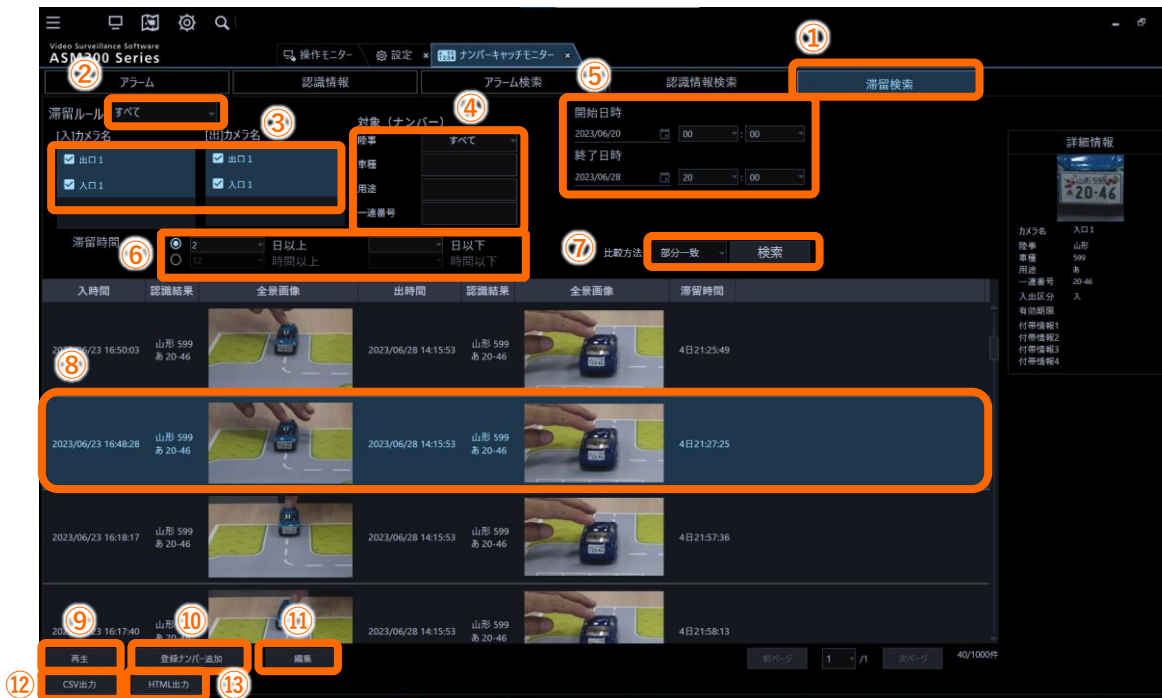 Video Surveillance Software
ASM300 Series
操作モニター
設定 ×
ナンバーキャッチモニター ×
①
②
アラーム
認識情報
アラーム検索
⑤
認識情報検索
滞留検索
滞留ルール すべて
③
④
[入]カメラ名
[出]カメラ名
出口1
入口1
出口1
入口1
対象（ナンバー）
陸事 すべて
車種
用途
一連番号
開始日時
2023/06/20 00 : 00
終了日時
2023/06/28 20 : 00
滞留時間
⑥
2 日以上 日以下
12 時間以上 時間以下
⑦
比較方法 部分一致 検索
詳細情報
山形 599
20-46
カメラ名 入口1
陸事 山形
車種 599
用途 あ
一連番号 20-46
入出区分 入
有効期限
付帯情報1
付帯情報2
付帯情報3
付帯情報4
入時間 認識結果 全景画像 出時間 認識結果 全景画像 滞留時間
⑧
/23 16:50:03 山形 599 2023/06/28 14:15:53 山形 599 4日21:25:49
あ 20-46 あ 20-46
2023/06/23 16:48:28 山形 599 2023/06/28 14:15:53 山形 599 4日21:27:25
あ 20-46 あ 20-46
2023/06/23 16:18:17 山形 599 2023/06/28 14:15:53 山形 599 4日21:57:36
あ 20-46 あ 20-46
16:17:40 2023/06/28 14:15:53 山形 599 4日21:58:13
あ 20-46
⑨
⑩
⑪
再生
登録ナンバー追加
編集
前ページ 1 /1 次ページ 40/1000件
⑫
CSV出力
HTML出力
⑬